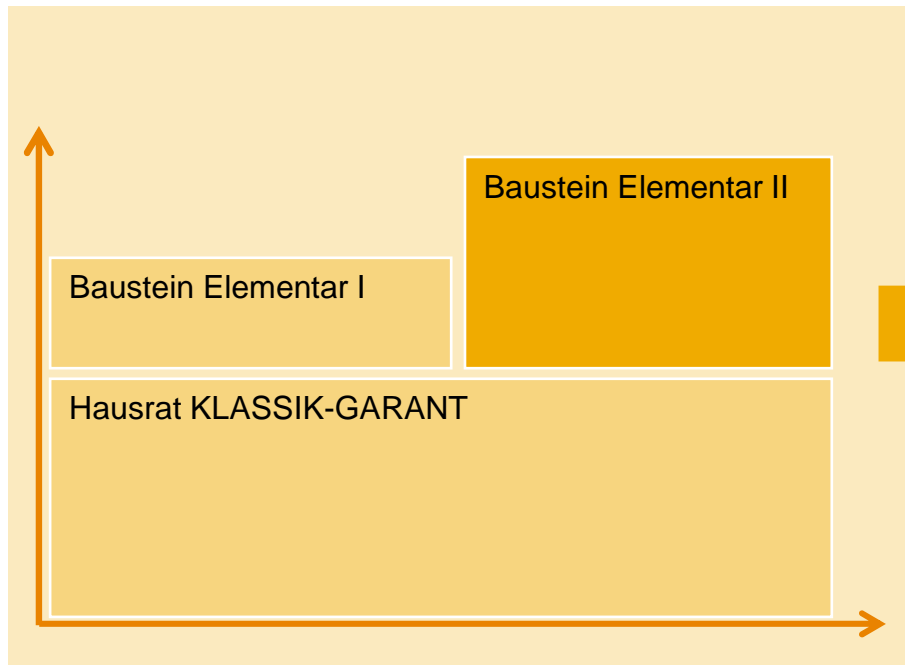 Baustein Elementar II
Baustein Elementar I
Hausrat KLASSIK-GARANT